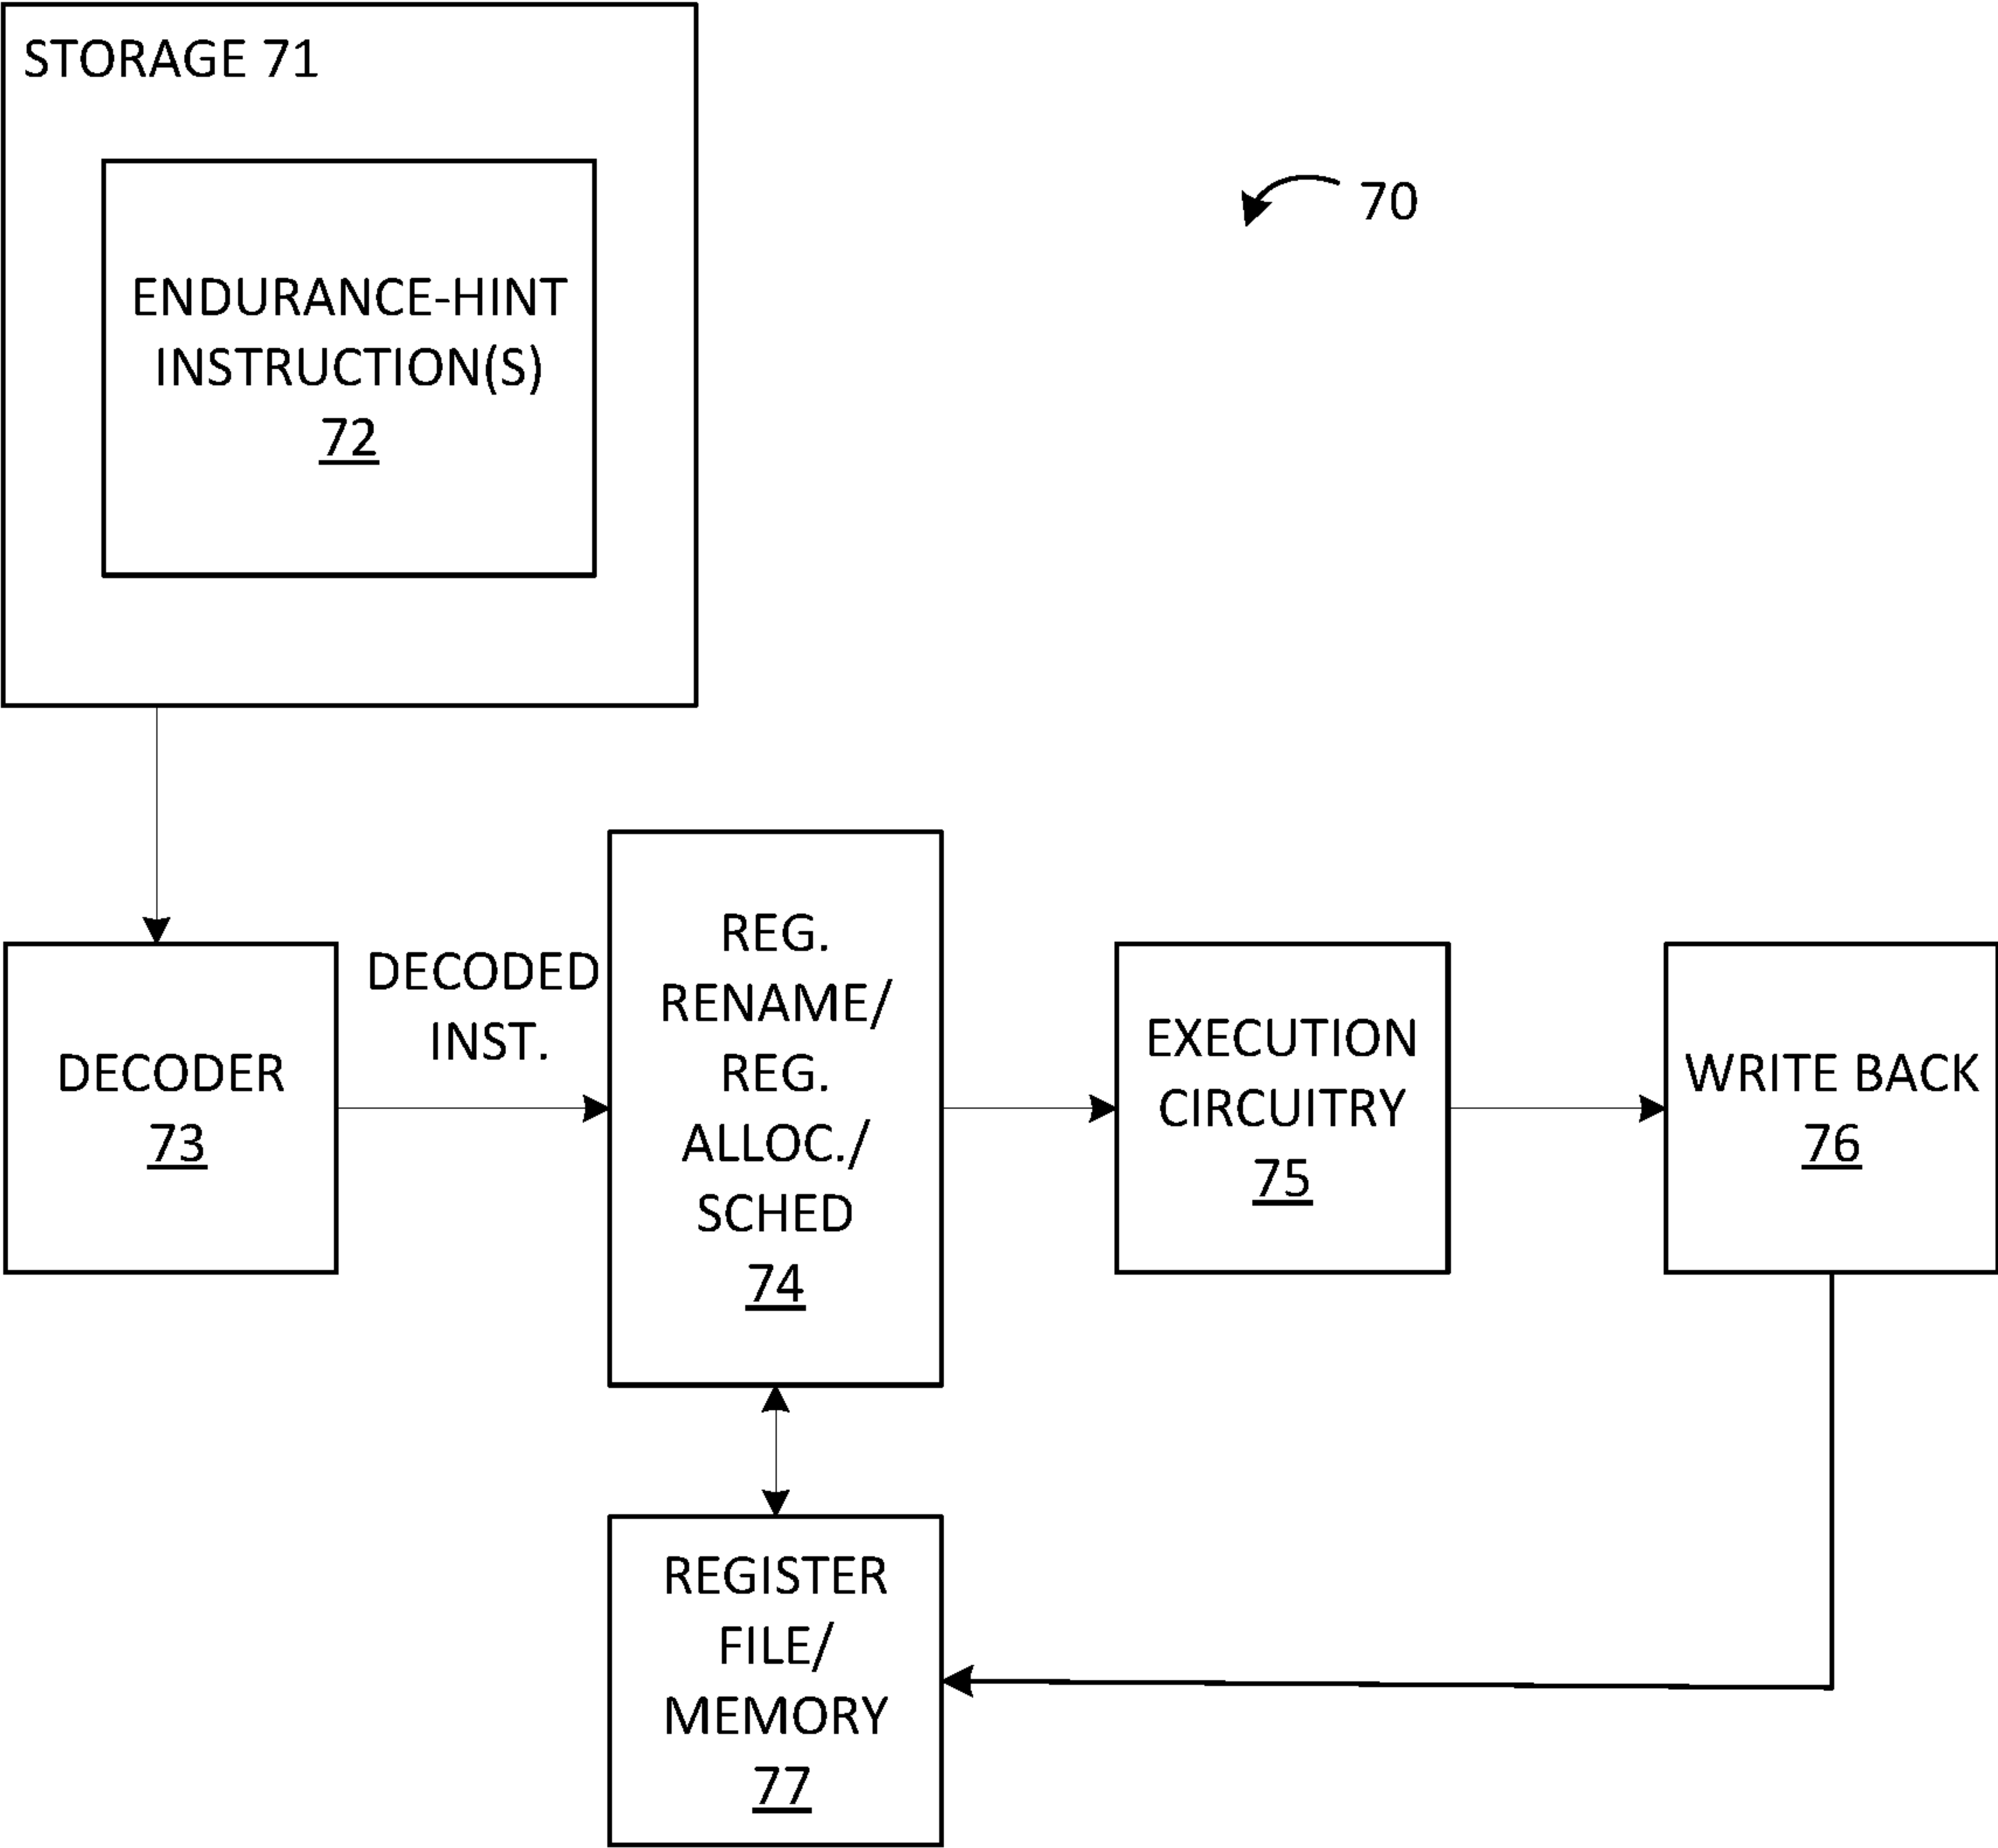 STORAGE 71
ENDURANCE-HINT
INSTRUCTION(S)
72
70
DECODER
73
DECODED
INST.
REG.
RENAME/
REG.
ALLOC./
SCHED
74
EXECUTION
CIRCUITRY
75
WRITE BACK
76
REGISTER
FILE/
MEMORY
77